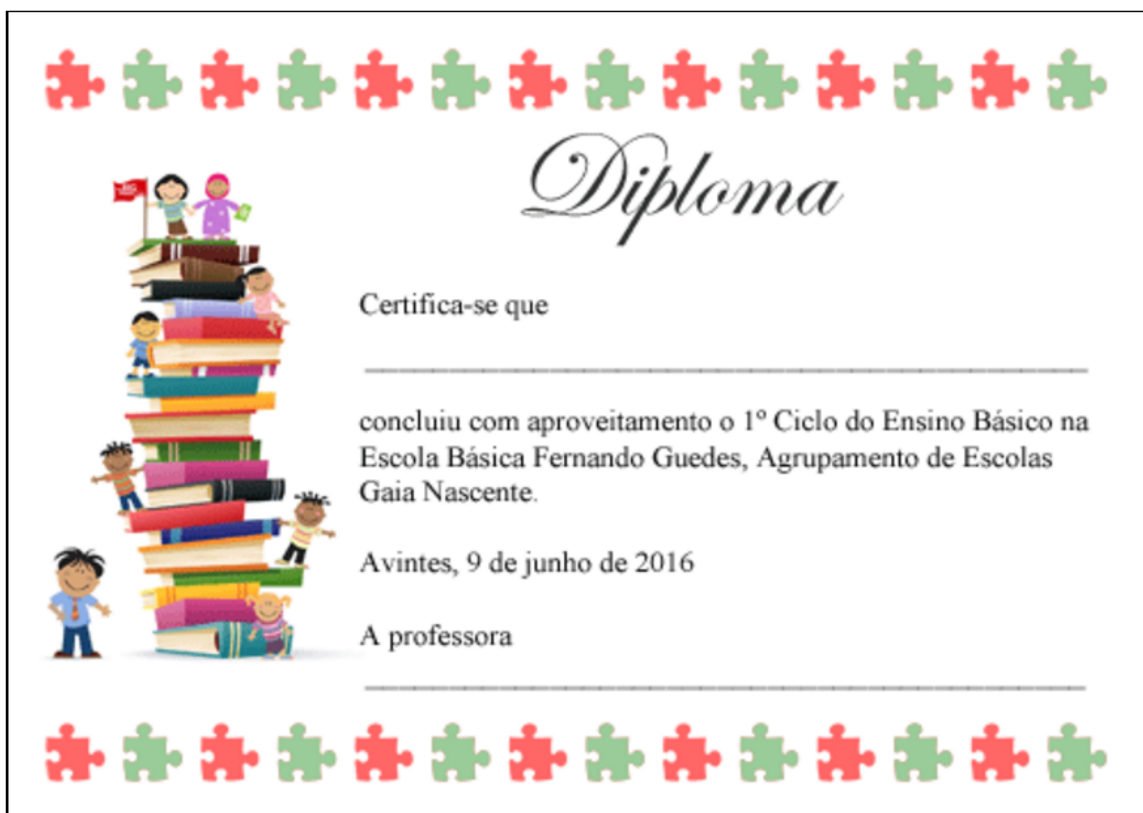 Diploma
Certifica-se que
concluiu com aproveitamento o 1º Ciclo do Ensino Básico na
Escola Básica Fernando Guedes, Agrupamento de Escolas
Gaia Nascente.
Avintes, 9 de junho de 2016
A professora